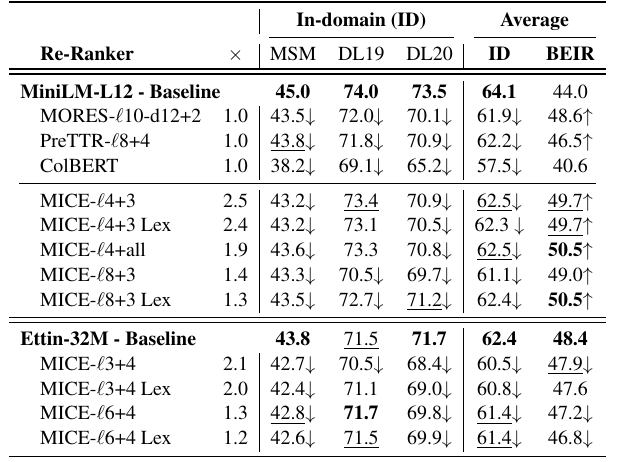 In-domain (ID) Average
Re-Ranker × MSM DL19 DL20 ID BEIR
MiniLM-L12 - Baseline 45.0 74.0 73.5 64.1 44.0
MORES-ℓ10-d12+2 1.0 43.5↓ 72.0↓ 70.1↓ 61.9↓ 48.6↑
PreTTR-ℓ8+4 1.0 43.8↓ 71.8↓ 70.9↓ 62.2↓ 46.5↑
ColBERT 1.0 38.2↓ 69.1↓ 65.2↓ 57.5↓ 40.6
MICE-ℓ4+3 2.5 43.2↓ 73.4 70.9↓ 62.5↓ 49.7↑
MICE-ℓ4+3 Lex 2.4 43.2↓ 73.1 70.5↓ 62.3 ↓ 49.7↑
MICE-ℓ4+all 1.9 43.6↓ 73.3 70.8↓ 62.5↓ 50.5↑
MICE-ℓ8+3 1.4 43.3↓ 70.5↓ 69.7↓ 61.1↓ 49.0↑
MICE-ℓ8+3 Lex 1.3 43.5↓ 72.7↓ 71.2↓ 62.4↓ 50.5↑
Ettin-32M - Baseline 43.8 71.5 71.7 62.4 48.4
MICE-ℓ3+4 2.1 42.7↓ 70.5↓ 68.4↓ 60.5↓ 47.9↓
MICE-ℓ3+4 Lex 2.0 42.4↓ 71.1 69.0↓ 60.8↓ 47.6
MICE-ℓ6+4 1.3 42.8↓ 71.7 69.8↓ 61.4↓ 47.2↓
MICE-ℓ6+4 Lex 1.2 42.6↓ 71.5 69.9↓ 61.4↓ 46.8↓